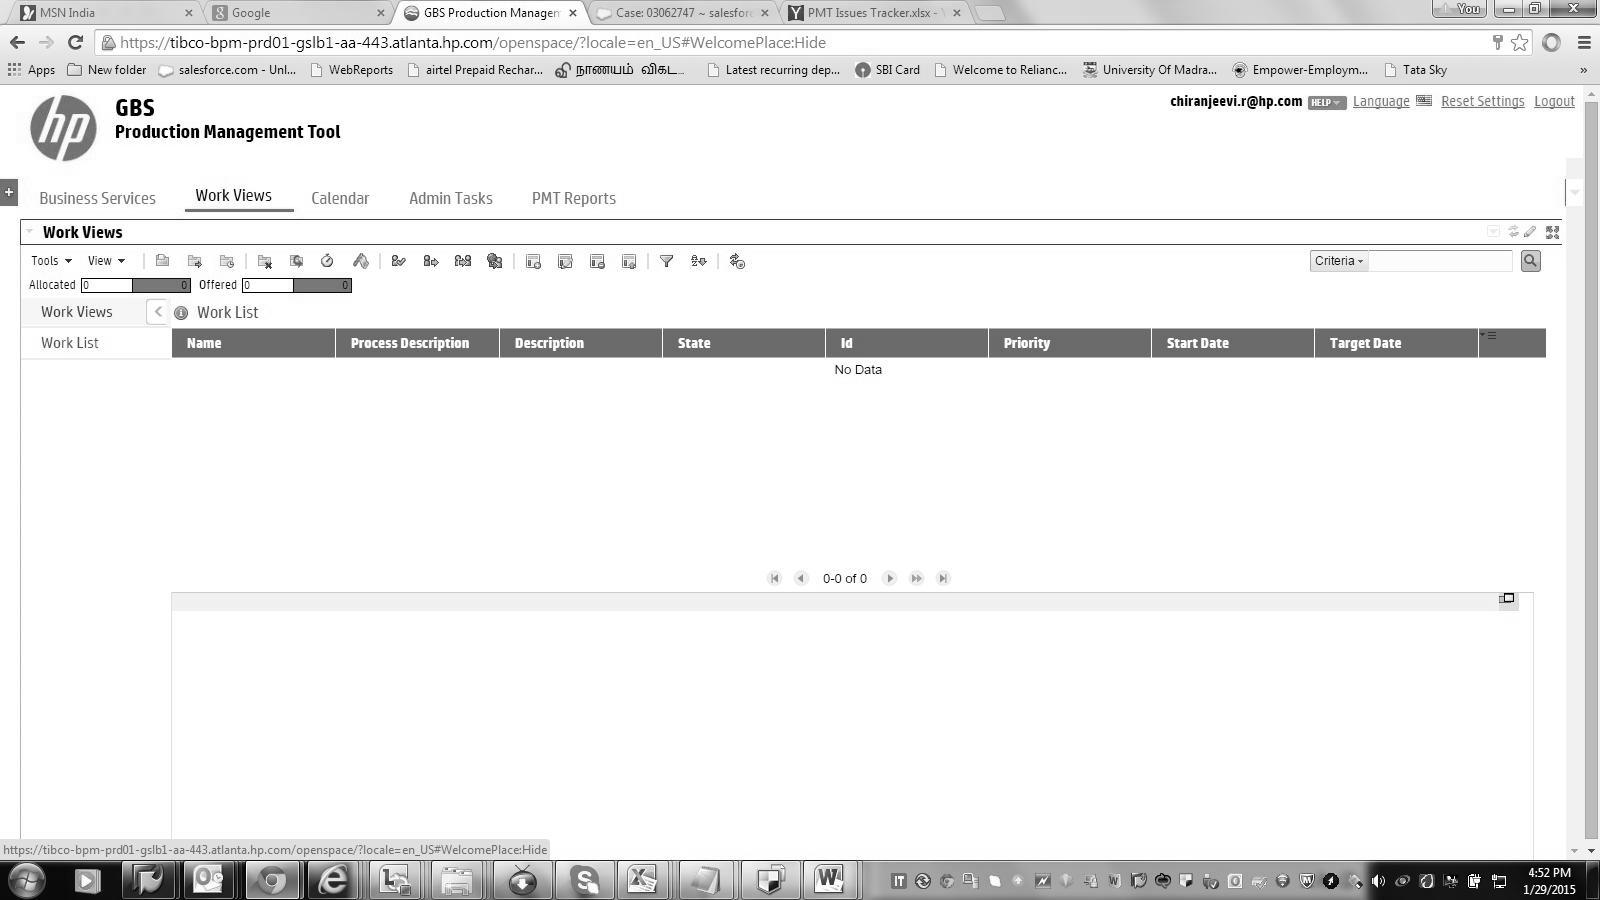 MSN India
Google
GBS Production Managem
Case: 03062747 ~ salesforc
PMT Issues Tracker.xlsx -
You
https://tibco-bpm-prd01-gslb1-aa-443.atlanta.hp.com/openspace/?locale=en_US#WelcomePlace:Hide
Apps New folder salesforce.com - Unl... WebReports airtel Prepaid Rechar... நாணயம் விகட... Latest recurring dep... SBI Card Welcome to Relianc... University Of Madra... Empower-Employm... Tata Sky »
hp
GBS
Production Management Tool
chiranjeevi.r@hp.com HELP Language Reset Settings Logout
+ Business Services Work Views Calendar Admin Tasks PMT Reports
Work Views
Tools View
Criteria
Allocated 0 0 Offered 0 0
Work Views
Work List
Work List
Name Process Description Description State Id Priority Start Date Target Date
No Data
0-0 of 0
https://tibco-bpm-prd01-gslb1-aa-443.atlanta.hp.com/openspace/?locale=en_US#WelcomePlace:Hide
4:52 PM
1/29/2015